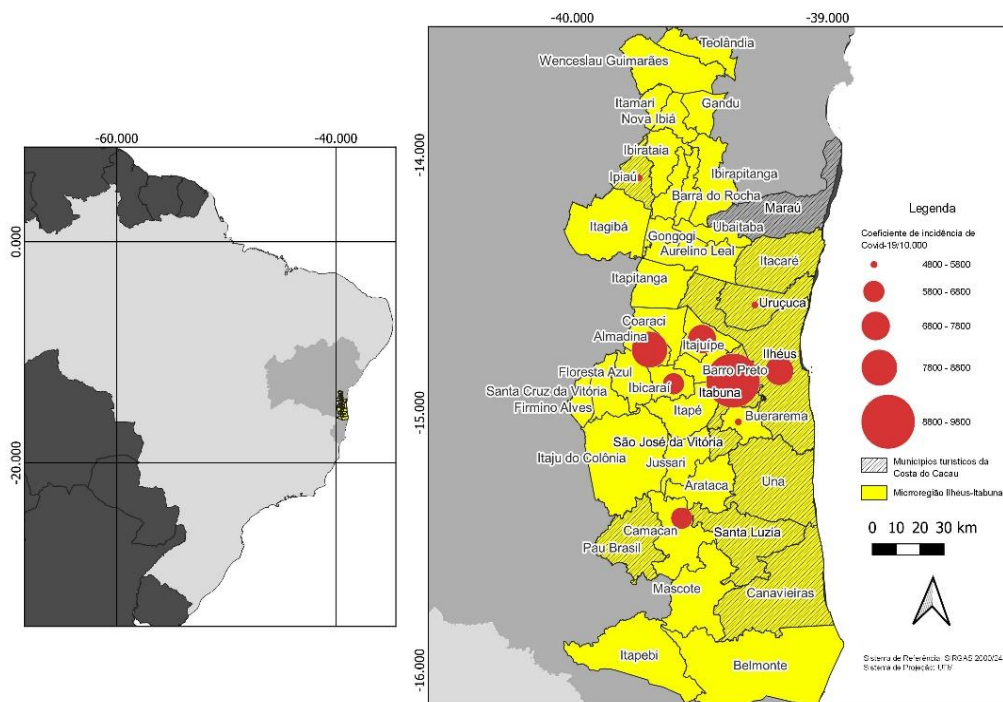 -60.000
-40.000
0.000
-20.000
-40.000
-39.000
-14.000
-15.000
-16.000
Teolândia
Wenceslau Guimarães
Itamari
Gandu
Nova Ibiá
Ibirataia
Ipiaú
Ibirapitanga
Barra do Rocha
Maraú
Itagibá
Ubaitaba
Gongogi
Aurelino Leal
Itacaré
Itapitanga
Uruçuca
Coaraci
Almadina
Itajuípe
Ilhéus
Floresta Azul
Barro Preto
Santa Cruz da Vitória
Ibicaraí
Itabuna
Firmino Alves
Itapé
Buerarema
São José da Vitória
Itaju do Colônia
Jussari
Una
Arataca
Camacan
Santa Luzia
Pau Brasil
Mascote
Canavieiras
Itapebi
Belmonte
Legenda
Coeficiente de incidência de
Covid-19/10.000
4800 - 5800
5800 - 6800
6800 - 7800
7800 - 8800
8800 - 9800
Municípios turísticos da
Costa do Cacau
Microrregião Ilhéus-Itabuna
0 10 20 30 km
Sistema de Referência: SIRGAS 2000/24
Sistema de Projeção: UTM